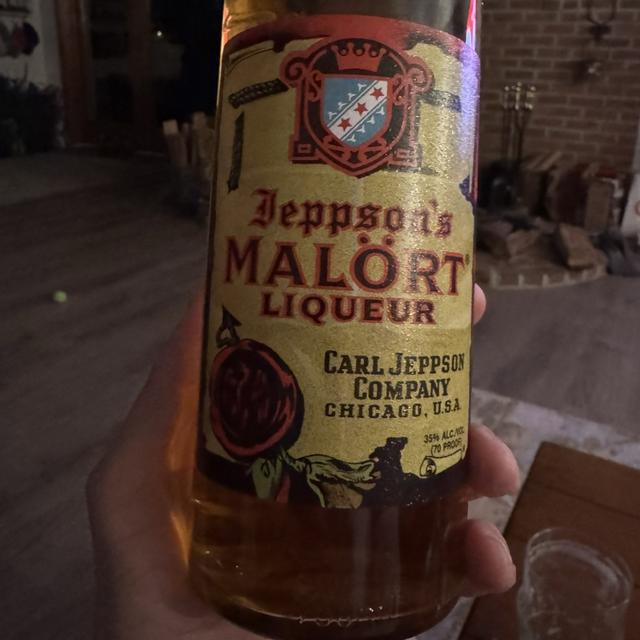 Jeppson's
MALÖRT®
LIQUEUR
CARL JEPPSON
COMPANY
CHICAGO, U.S.A.
35% ALC./VOL.
(70 PROOF)